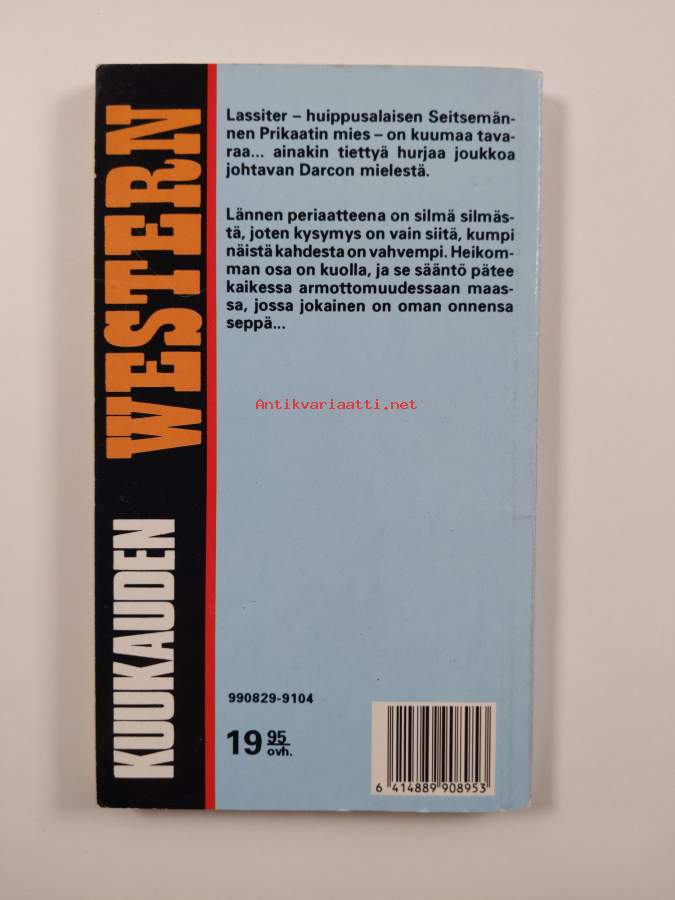 KUUKAUDEN WESTERN
Lassiter – huippusalaisen Seitsemän-
nen Prikaatin mies – on kuumaa tava-
raa... ainakin tiettyä hurjaa joukkoa
johtavan Darcon mielestä.
Lännen periaatteena on silmä silmäs-
tä, joten kysymys on vain siitä, kumpi
näistä kahdesta on vahvempi. Heikom-
man osa on kuolla, ja se sääntö pätee
kaikessa armottomuudessaan maas-
sa, jossa jokainen on oman onnensa
seppä...
Antikvariaatti.net
990829-9104
19 95
ovh.
6 414889 908953